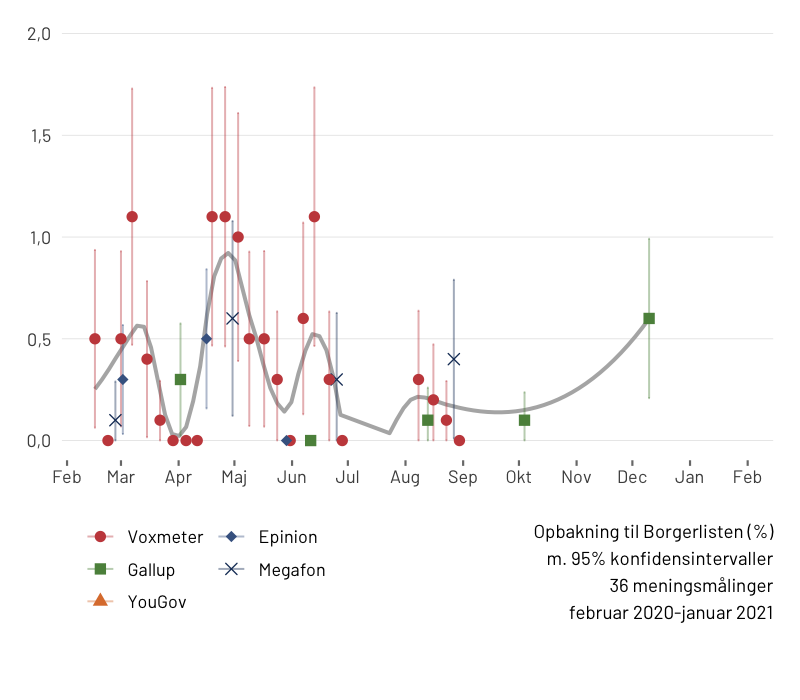 2,0
1,5
1,0
0,5
0,0
Feb Mar Apr Maj Jun Jul Aug Sep Okt Nov Dec Jan Feb
Voxmeter Epinion
Gallup Megafon
YouGov
Opbakning til Borgerlisten (%)
m. 95% konfidensintervaller
36 meningsmålinger
februar 2020-januar 2021